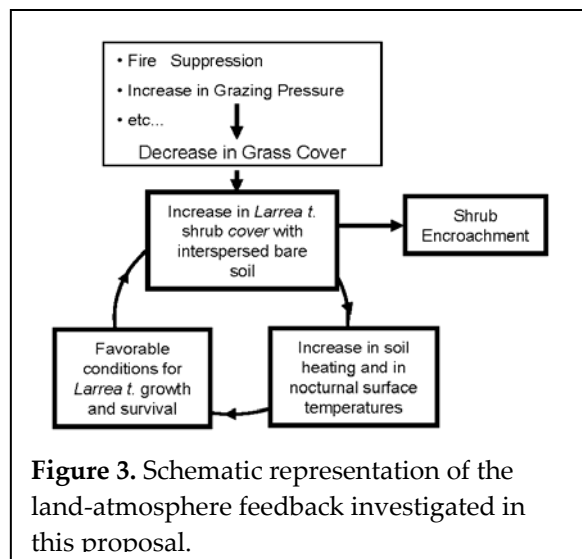 • Fire Suppression
• Increase in Grazing Pressure
• etc...
Decrease in Grass Cover
Increase in Larrea t.
shrub cover with
interspersed bare
soil
Shrub
Encroachment
Favorable
conditions for
Larrea t. growth
and survival
Increase in soil
heating and in
nocturnal surface
temperatures
Figure 3. Schematic representation of the
land-atmosphere feedback investigated in
this proposal.